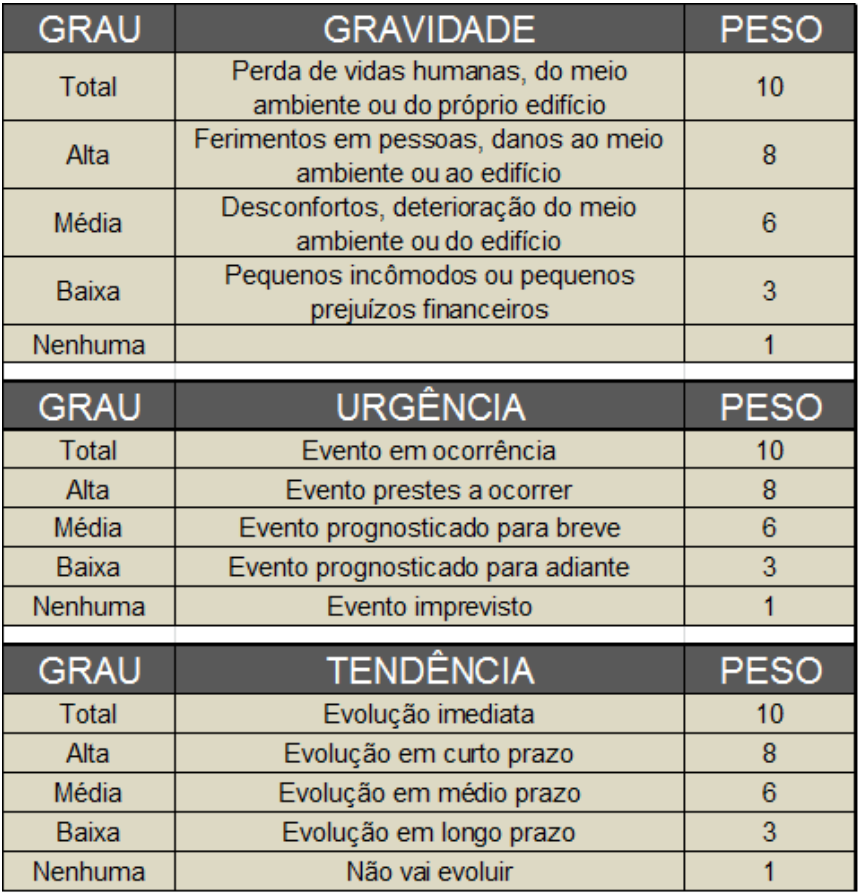 GRAU GRAVIDADE PESO
Total Perda de vidas humanas, do meio ambiente ou do próprio edifício 10
Alta Ferimentos em pessoas, danos ao meio ambiente ou ao edifício 8
Média Desconfortos, deterioração do meio ambiente ou do edifício 6
Baixa Pequenos incômodos ou pequenos prejuízos financeiros 3
Nenhuma 1
GRAU URGÊNCIA PESO
Total Evento em ocorrência 10
Alta Evento prestes a ocorrer 8
Média Evento prognosticado para breve 6
Baixa Evento prognosticado para adiante 3
Nenhuma Evento imprevisto 1
GRAU TENDÊNCIA PESO
Total Evolução imediata 10
Alta Evolução em curto prazo 8
Média Evolução em médio prazo 6
Baixa Evolução em longo prazo 3
Nenhuma Não vai evoluir 1